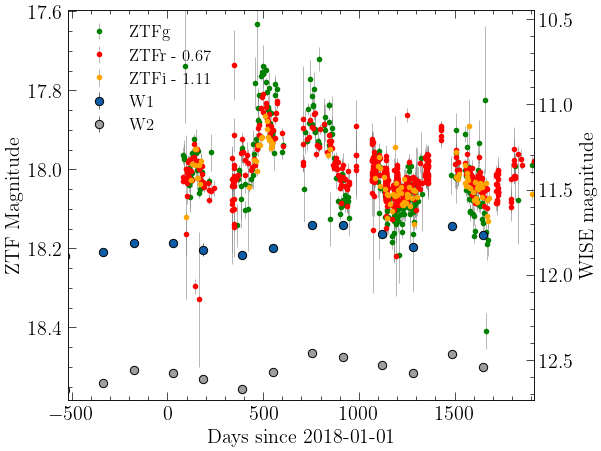 17.6
17.8
18.0
18.2
18.4
ZTF Magnitude
ZTFg
ZTFr - 0.67
ZTFi - 1.11
W1
W2
10.5
11.0
11.5
12.0
12.5
WISE magnitude
−500
0
500
1000
1500
Days since 2018-01-01